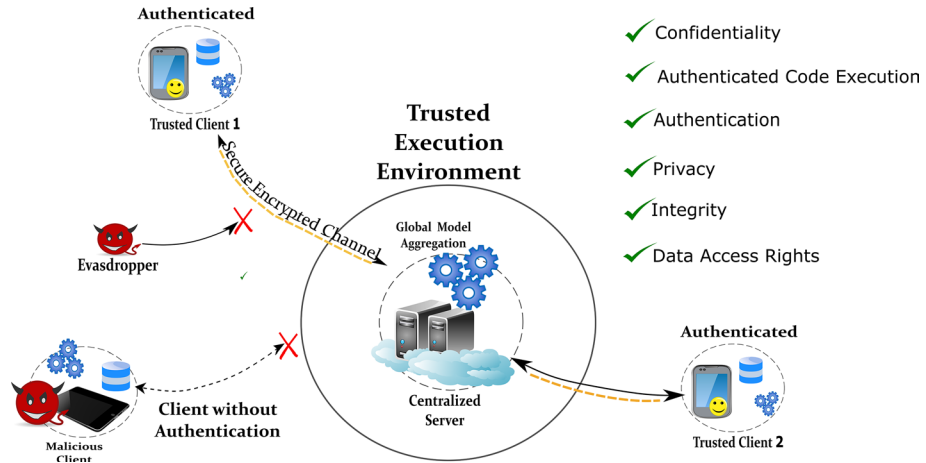 Authenticated
Trusted Client 1
Secure Encrypted Channel
Evasdropper
Client without
Authentication
Malicious
Client
Trusted
Execution
Environment
Global Model
Aggregation
Centralized
Server
Authenticated
Trusted Client 2
Confidentiality
Authenticated Code Execution
Authentication
Privacy
Integrity
Data Access Rights